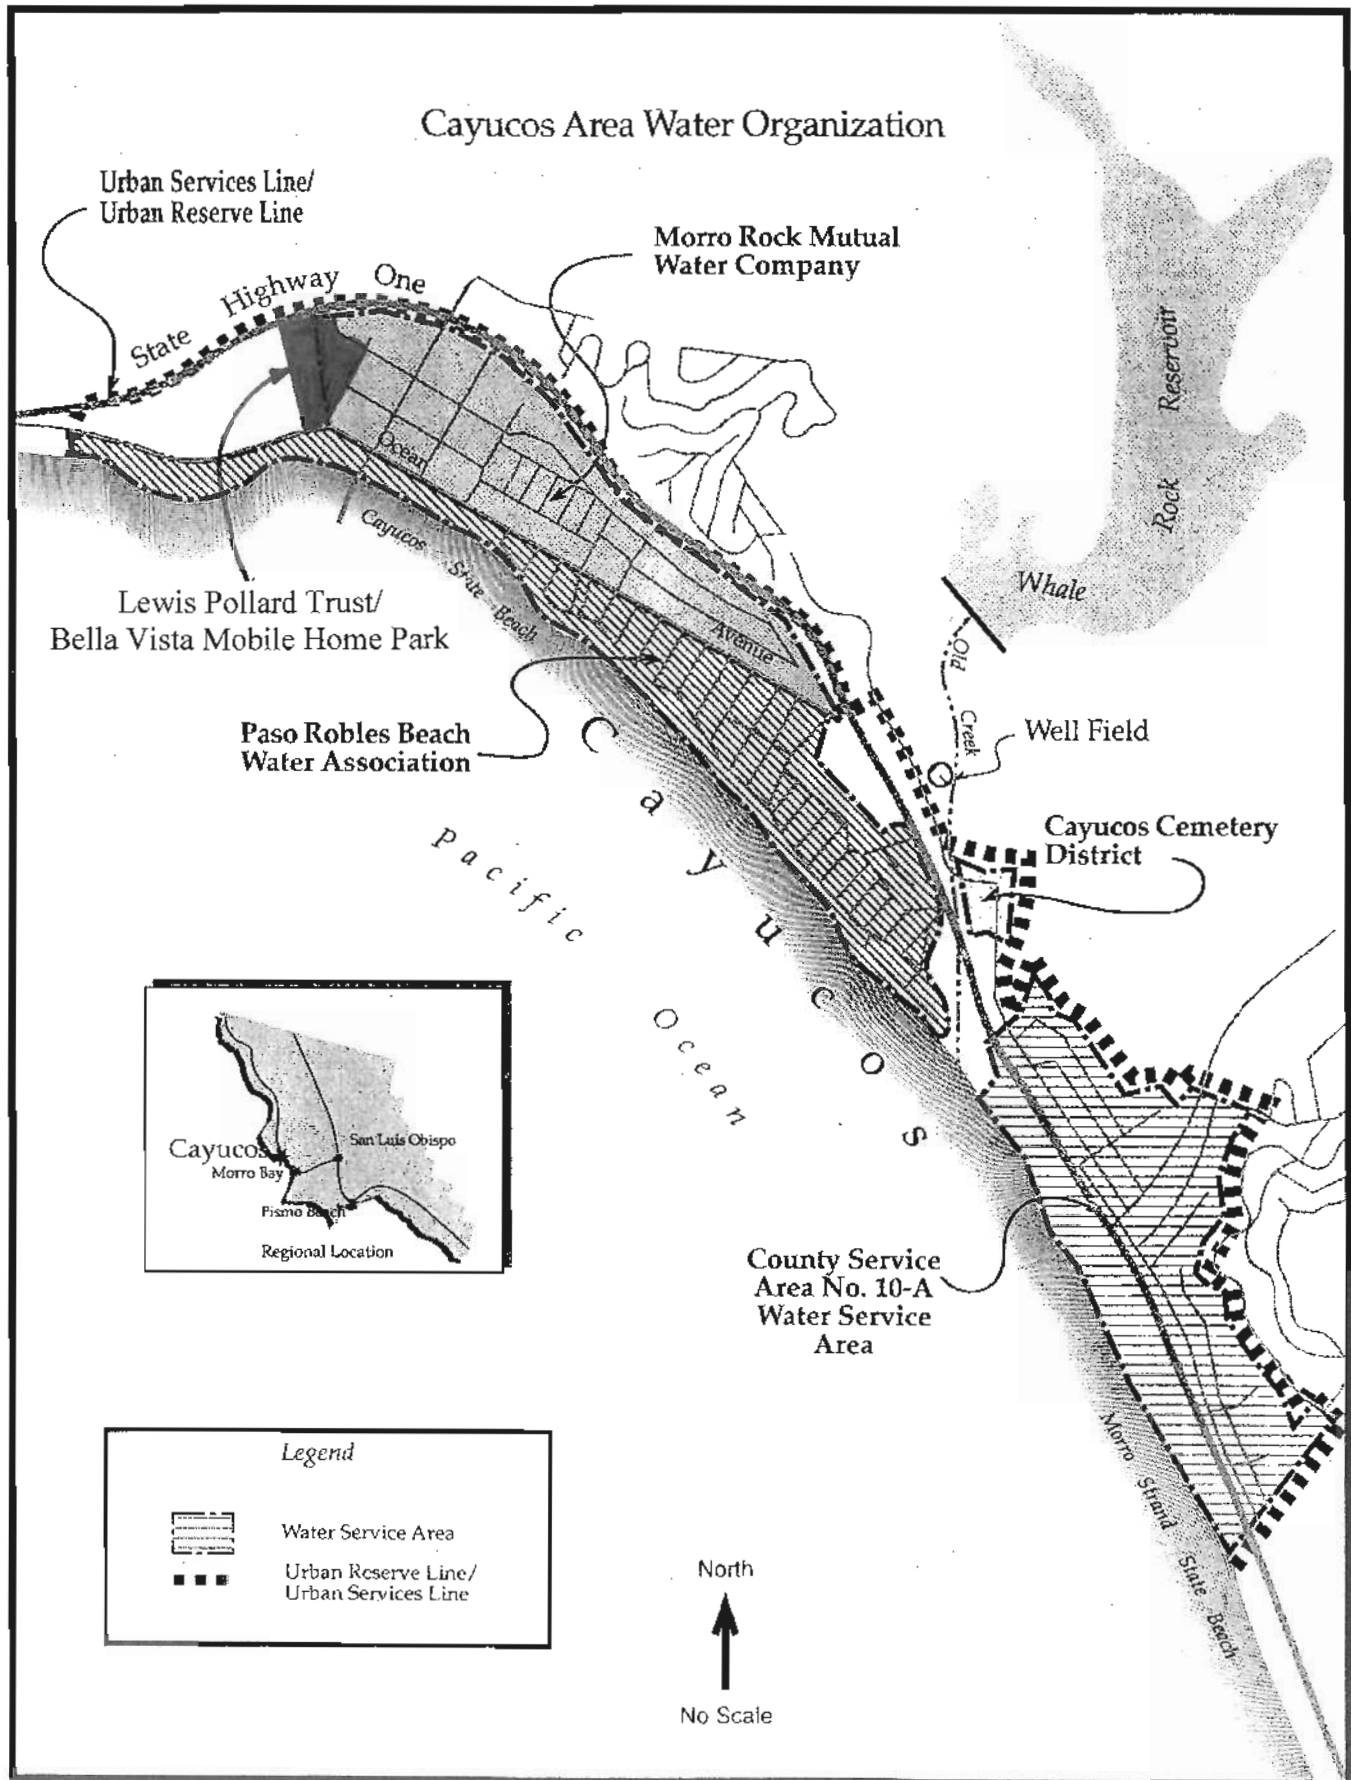 Cayucos Area Water Organization
Urban Services Line/
Urban Reserve Line
Morro Rock Mutual
Water Company
State Highway One
Rock Reservoir
Whale
Ocean
Avenue
Cayucos State Beach
Lewis Pollard Trust/
Bella Vista Mobile Home Park
Old Creek
Well Field
Paso Robles Beach
Water Association
Cayucos
Pacific
Ocean
Cayucos Cemetery
District
Cayucos
San Luis Obispo
Morro Bay
Pismo Beach
Regional Location
County Service
Area No. 10-A
Water Service
Area
Morro Strand State Beach
Legend
Water Service Area
Urban Reserve Line/
Urban Services Line
North
No Scale